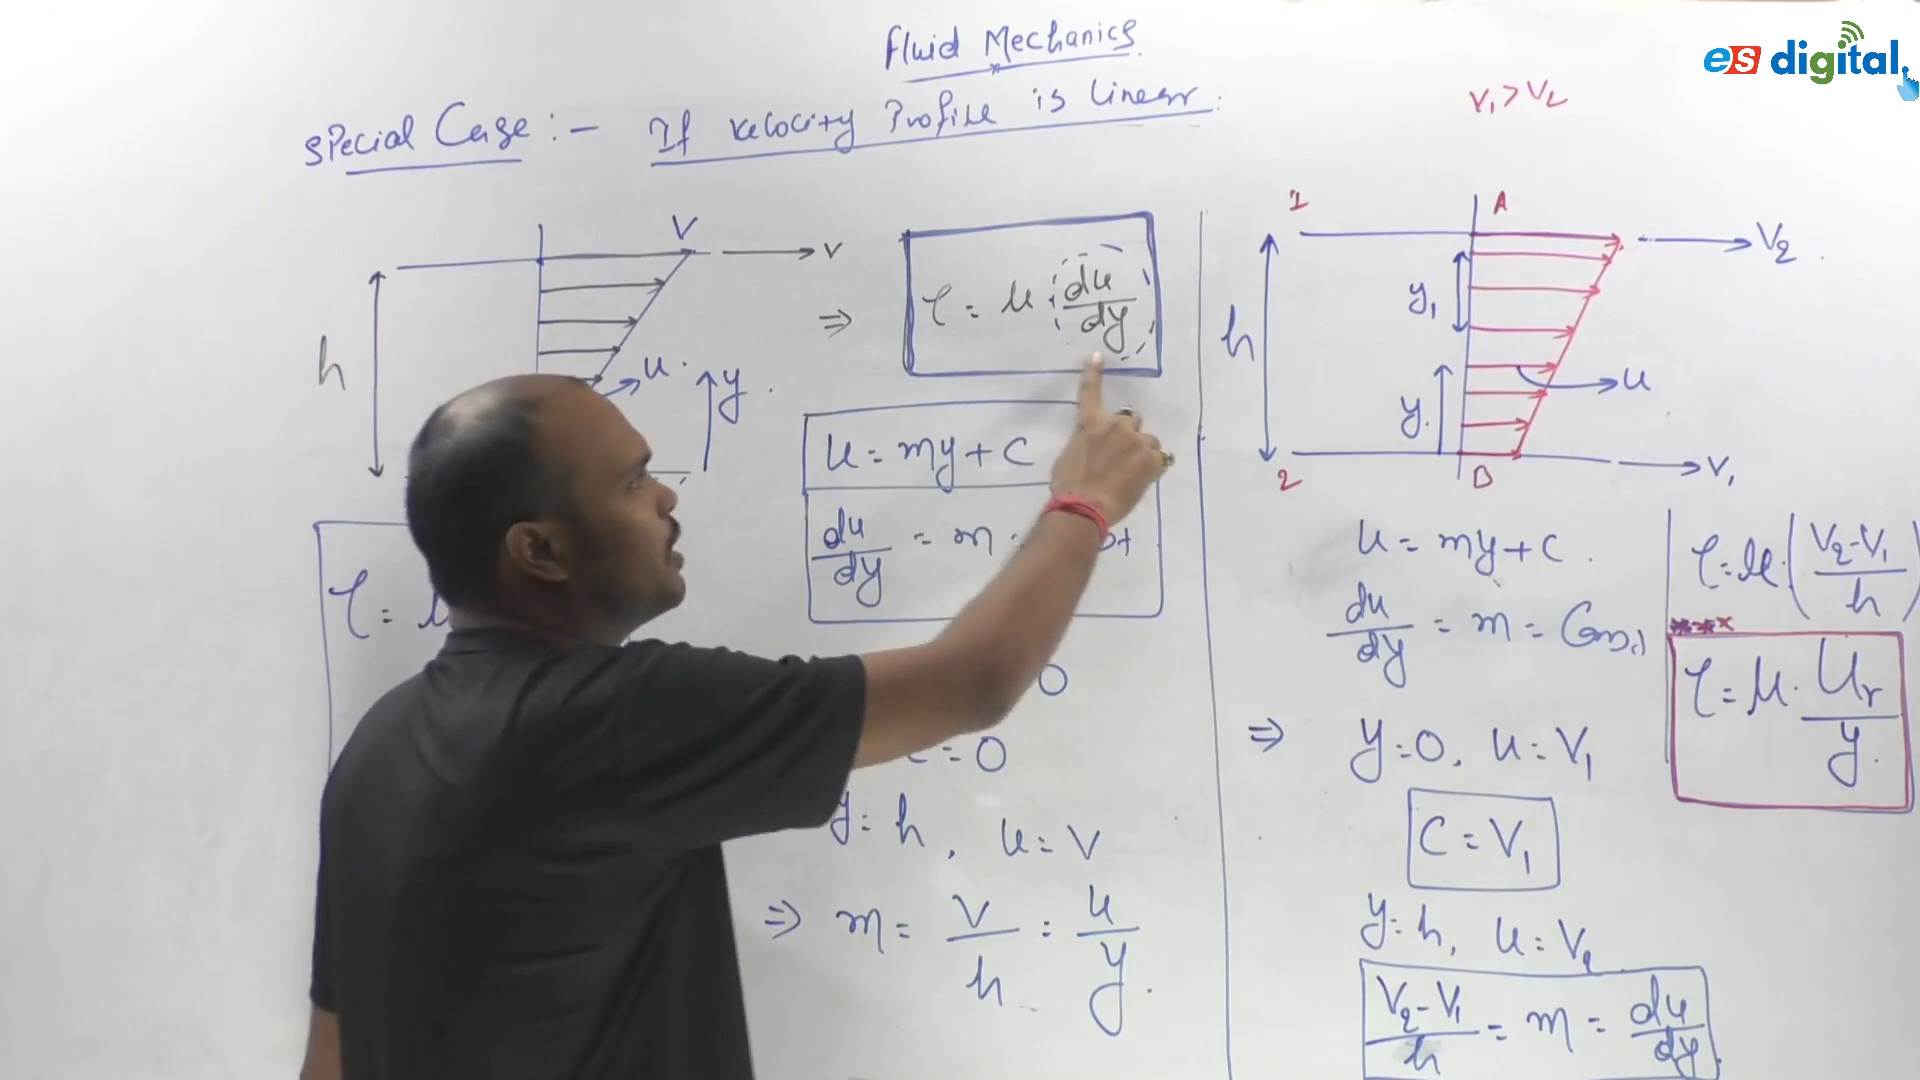 Fluid Mechanics
es digital
Special Case :- If velocity Profile is linear :
V₁ > V₂
V
V
h
u
y
τ = μ du/dy
u = my + c
du/dy = m
0
c = 0
y = h, u = V
⇒ m = V/h = u/y
1
A
V₂
y₁
h
u
y
2
B
V₁
u = my + c
du/dy = m = Const
⇒ y = 0, u = V₁
C = V₁
y = h, u = V₂
(V₂ - V₁)/h = m = du/dy
τ = μ · ((V₂ - V₁)/h)
τ = μ · Ur/y